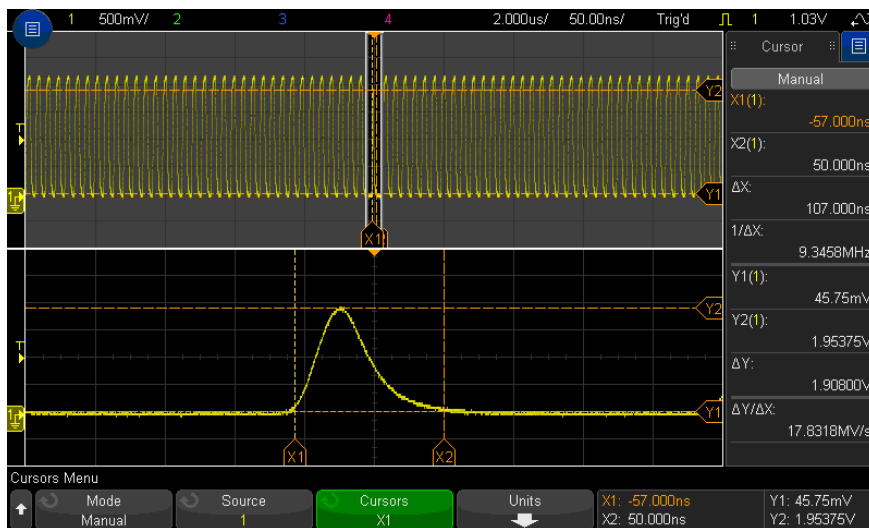 1 500mV/ 2 3 4 2.000us/ 50.00ns/ Trig'd 1 1.03V
Cursor
Manual
X1(1):
-57.000ns
X2(1):
50.000ns
ΔX:
107.000ns
1/ΔX:
9.3458MHz
Y1(1):
45.75mV
Y2(1):
1.95375V
ΔY:
1.90800V
ΔY/ΔX:
17.8318MV/s
Y2
T
1
Y1
X1
Y2
T
1
Y1
X1 X2
Cursors Menu
Mode
Manual
Source
1
Cursors
X1
Units
X1: -57.000ns
X2: 50.000ns
Y1: 45.75mV
Y2: 1.95375V